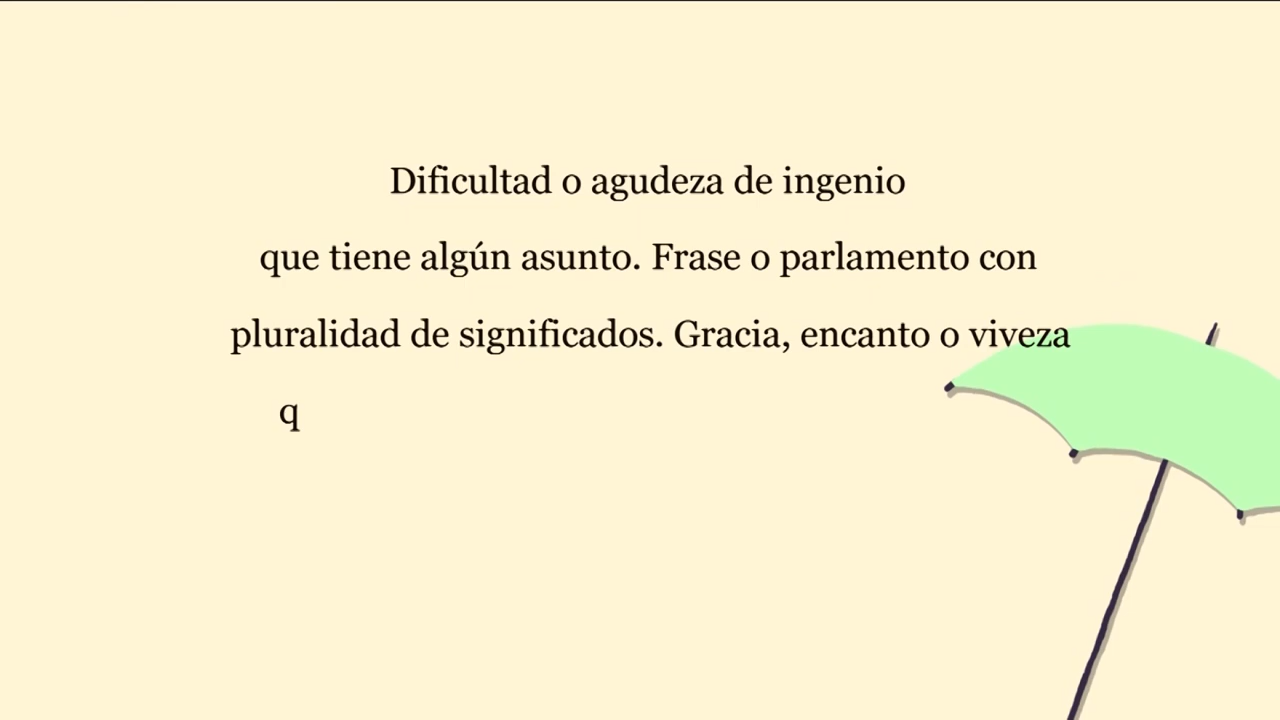 Dificultad o agudeza de ingenio
que tiene algún asunto. Frase o parlamento con
pluralidad de significados. Gracia, encanto o viveza
q